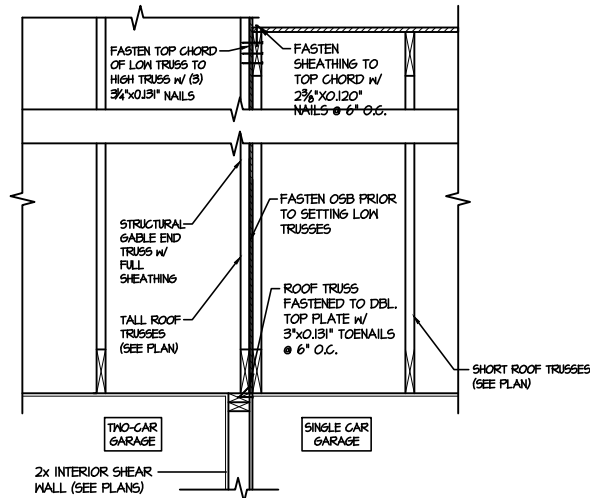 FASTEN TOP CHORD
OF LOW TRUSS TO
HIGH TRUSS W/ (3)
3¼"X0.131" NAILS
FASTEN
SHEATHING TO
TOP CHORD W/
2⅜"X0.120"
NAILS @ 6" O.C.
STRUCTURAL
GABLE END
TRUSS W/
FULL
SHEATHING
FASTEN OSB PRIOR
TO SETTING LOW
TRUSSES
TALL ROOF
TRUSSES
(SEE PLAN)
ROOF TRUSS
FASTENED TO DBL.
TOP PLATE W/
3"X0.131" TOENAILS
@ 6" O.C.
SHORT ROOF TRUSSES
(SEE PLAN)
TWO-CAR
GARAGE
SINGLE CAR
GARAGE
2x INTERIOR SHEAR
WALL (SEE PLANS)